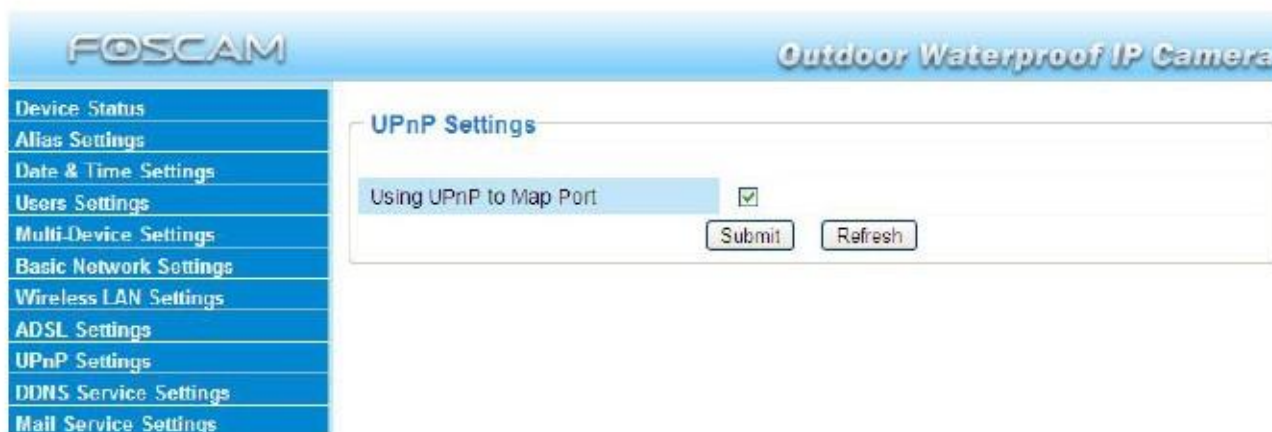 FOSCAM
Outdoor Waterproof IP Camera
Device Status
Alias Settings
Date & Time Settings
Users Settings
Multi-Device Settings
Basic Network Settings
Wireless LAN Settings
ADSL Settings
UPnP Settings
DDNS Service Settings
Mail Service Settings
UPnP Settings
Using UPnP to Map Port
Submit Refresh